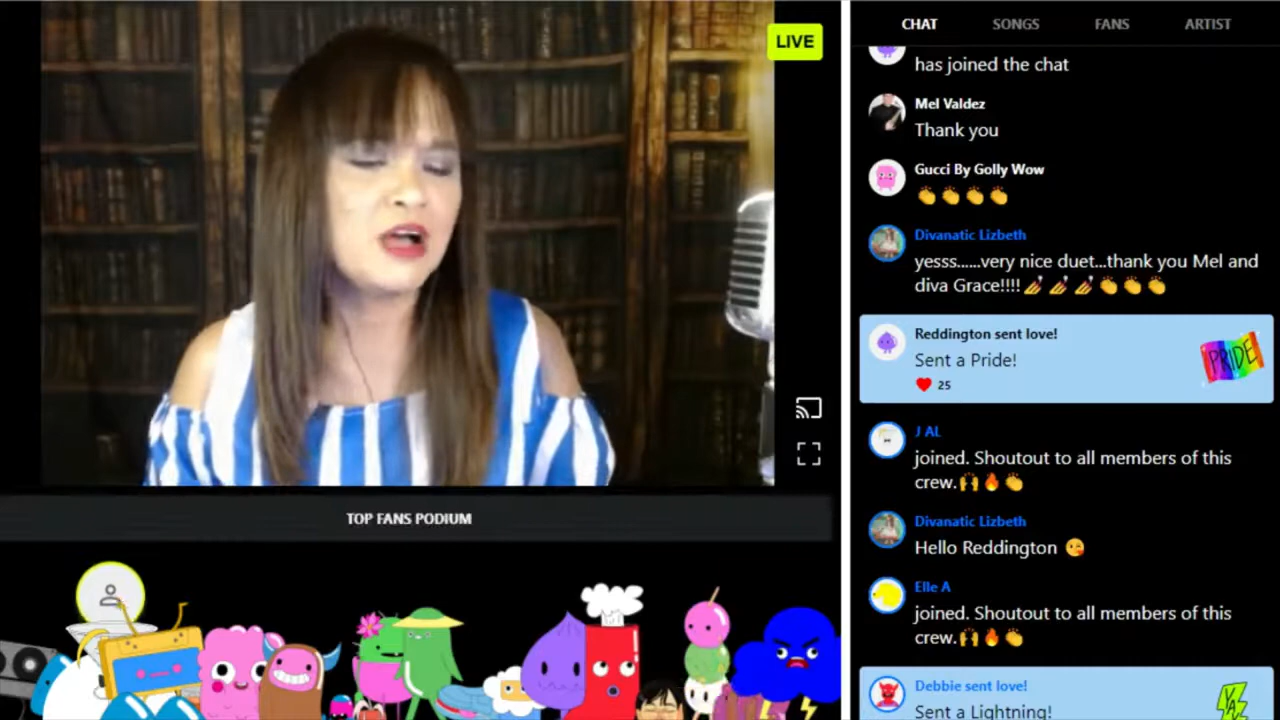 LIVE
TOP FANS PODIUM
CHAT SONGS FANS ARTIST
has joined the chat
Mel Valdez
Thank you
Gucci By Golly Wow
👏👏👏👏
Divanatic Lizbeth
yesss......very nice duet...thank you Mel and
diva Grace!!!!💅💅💅👏👏👏
Reddington sent love!
Sent a Pride!
PRIDE
❤ 25
J AL
joined. Shoutout to all members of this
crew.🙌🔥👏
Divanatic Lizbeth
Hello Reddington 😘
Elle A
joined. Shoutout to all members of this
crew.🙌🔥👏
Debbie sent love!
Sent a Lightning!